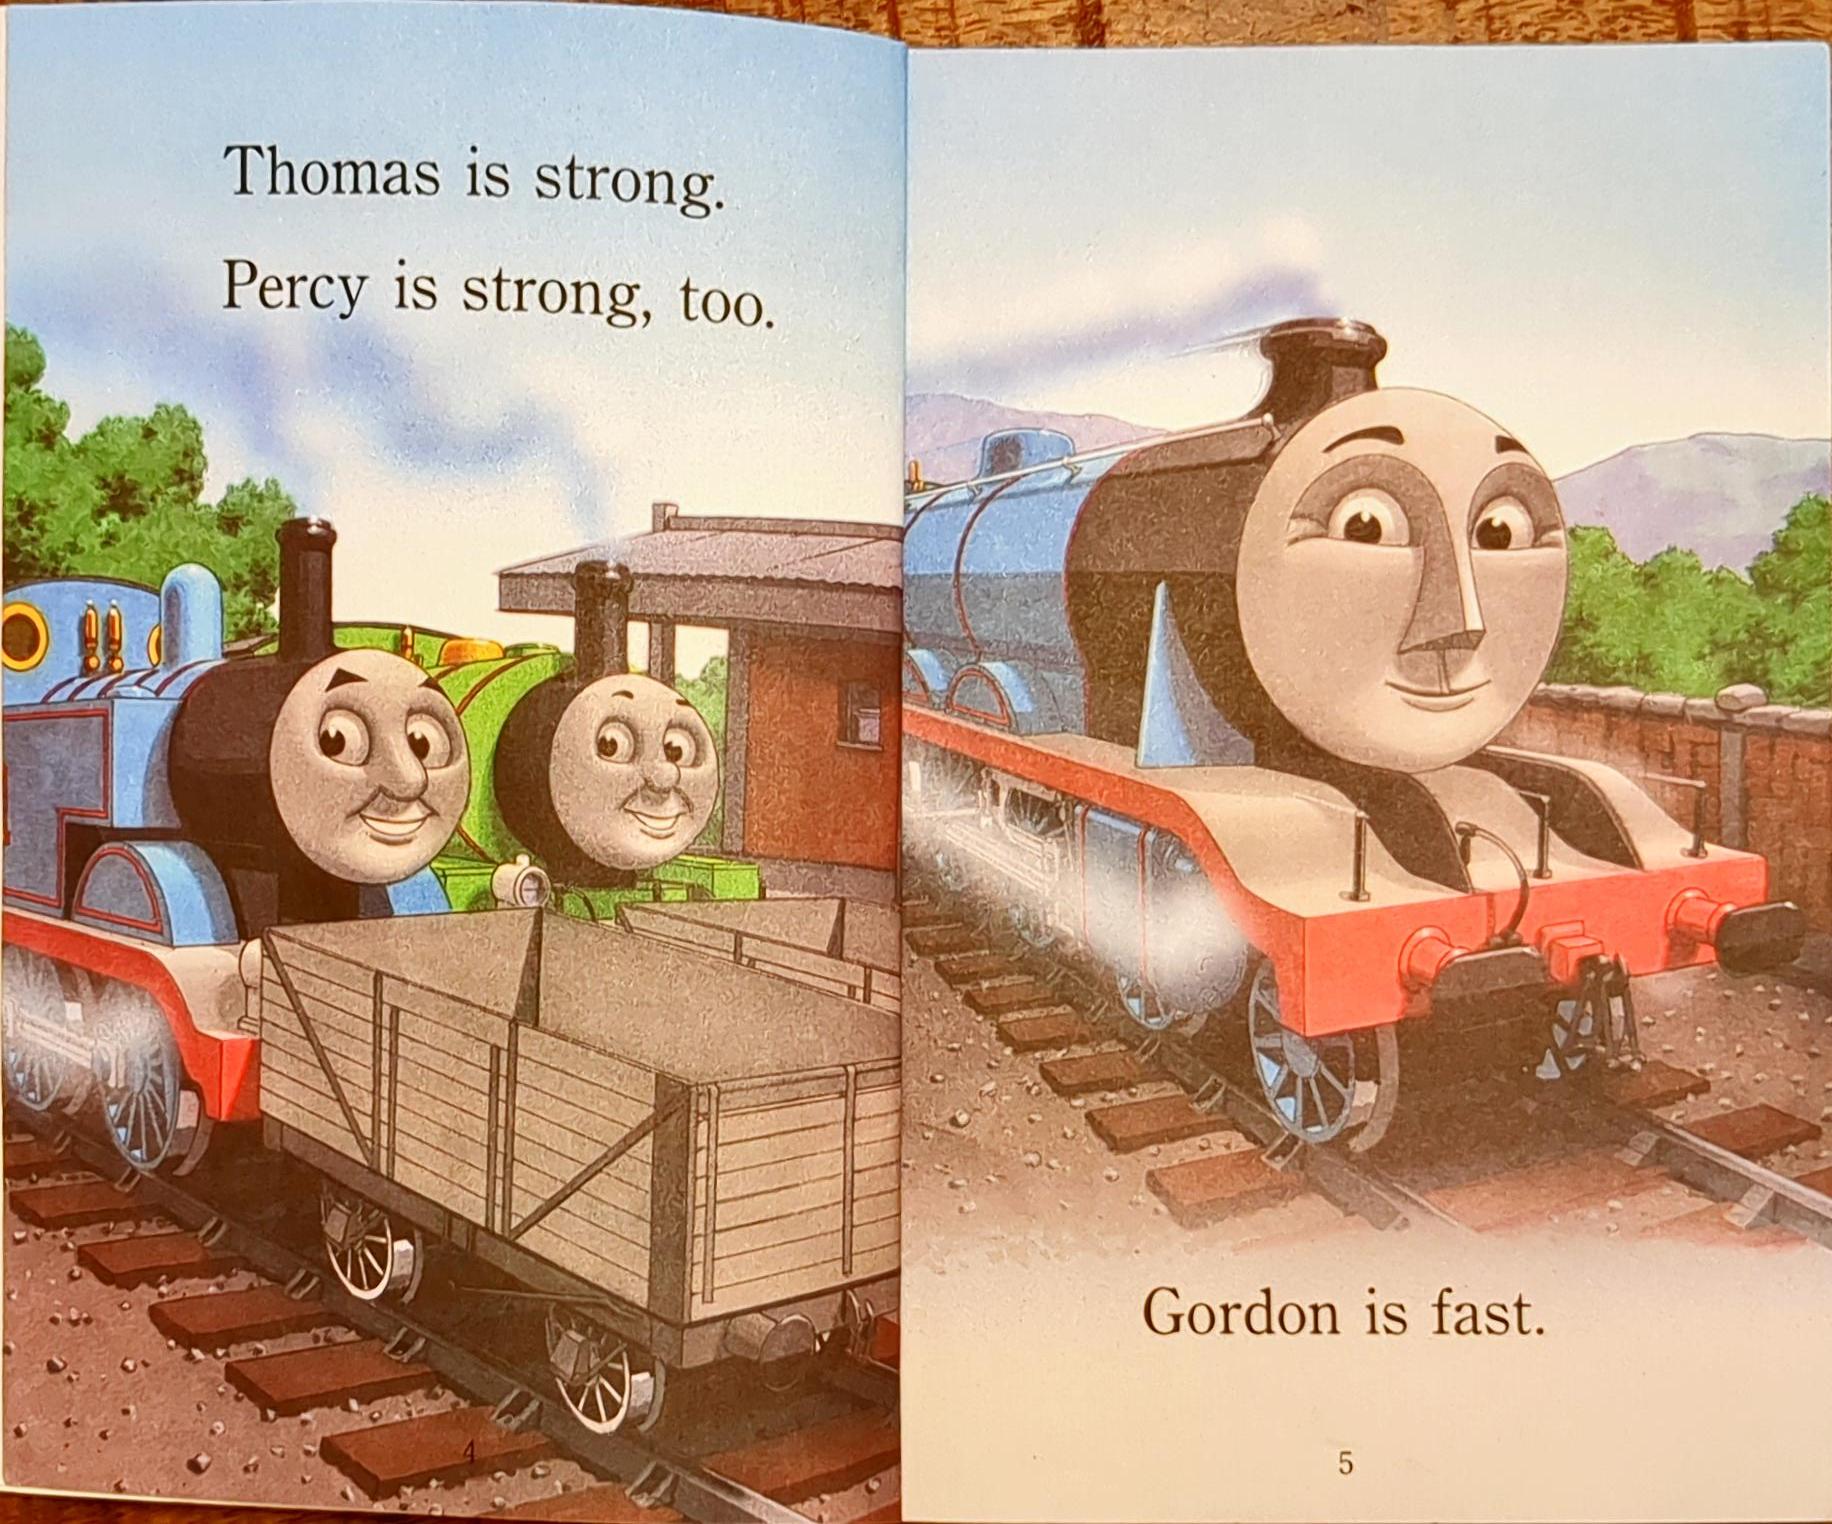 Thomas is strong.
Percy is strong, too.
4
Gordon is fast.
5